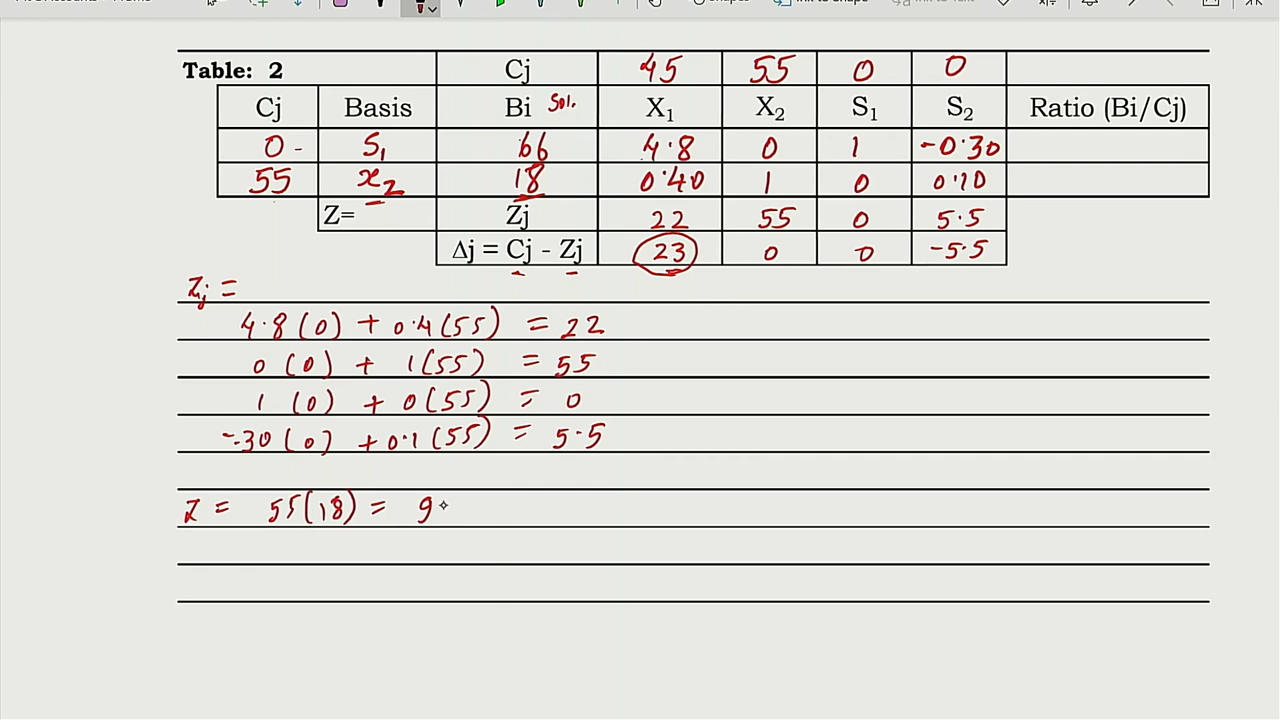 Table: 2 Cj 45 55 0 0
Cj Basis Bi Sol. X₁ X₂ S₁ S₂ Ratio (Bi/Cj)
0 - S₁ 66 4.8 0 1 -0.30
55 x₂ 18 0.40 1 0 0.10
Z= Zj 22 55 0 5.5
Δj = Cj - Zj 23 0 0 -5.5
Zj =
4.8 (0) + 0.4 (55) = 22
0 (0) + 1 (55) = 55
1 (0) + 0 (55) = 0
-.30 (0) + 0.1 (55) = 5.5
Z = 55 (18) = 9